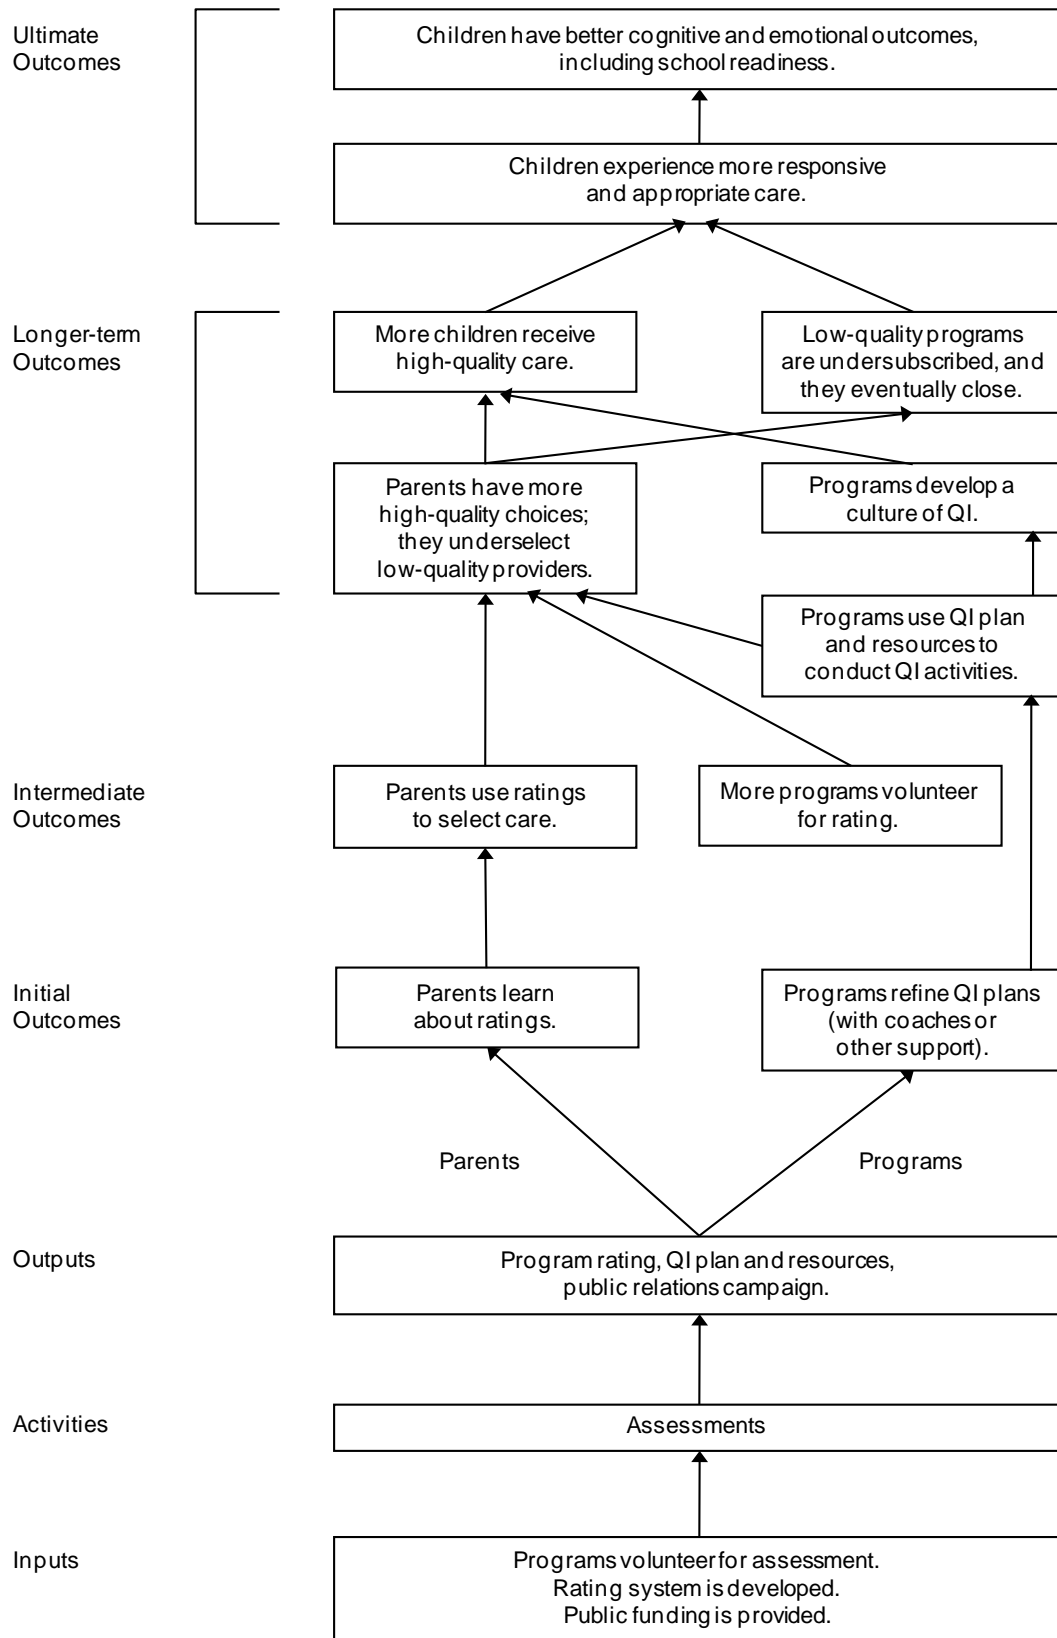 Ultimate
Outcomes
Children have better cognitive and emotional outcomes,
including school readiness.
Children experience more responsive
and appropriate care.
Longer-term
Outcomes
More children receive
high-quality care.
Low-quality programs
are undersubscribed, and
they eventually close.
Parents have more
high-quality choices;
they underselect
low-quality providers.
Programs develop a
culture of QI.
Programs use QI plan
and resources to
conduct QI activities.
Intermediate
Outcomes
Parents use ratings
to select care.
More programs volunteer
for rating.
Initial
Outcomes
Parents learn
about ratings.
Programs refine QI plans
(with coaches or
other support).
Parents
Programs
Outputs
Program rating, QI plan and resources,
public relations campaign.
Activities
Assessments
Inputs
Programs volunteer for assessment.
Rating system is developed.
Public funding is provided.